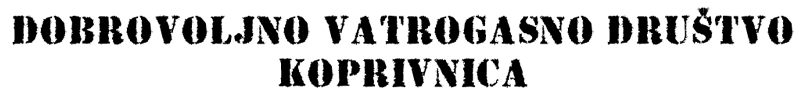 DOBROVOLJNO VATROGASNO DRUŠTVO
KOPRIVNICA